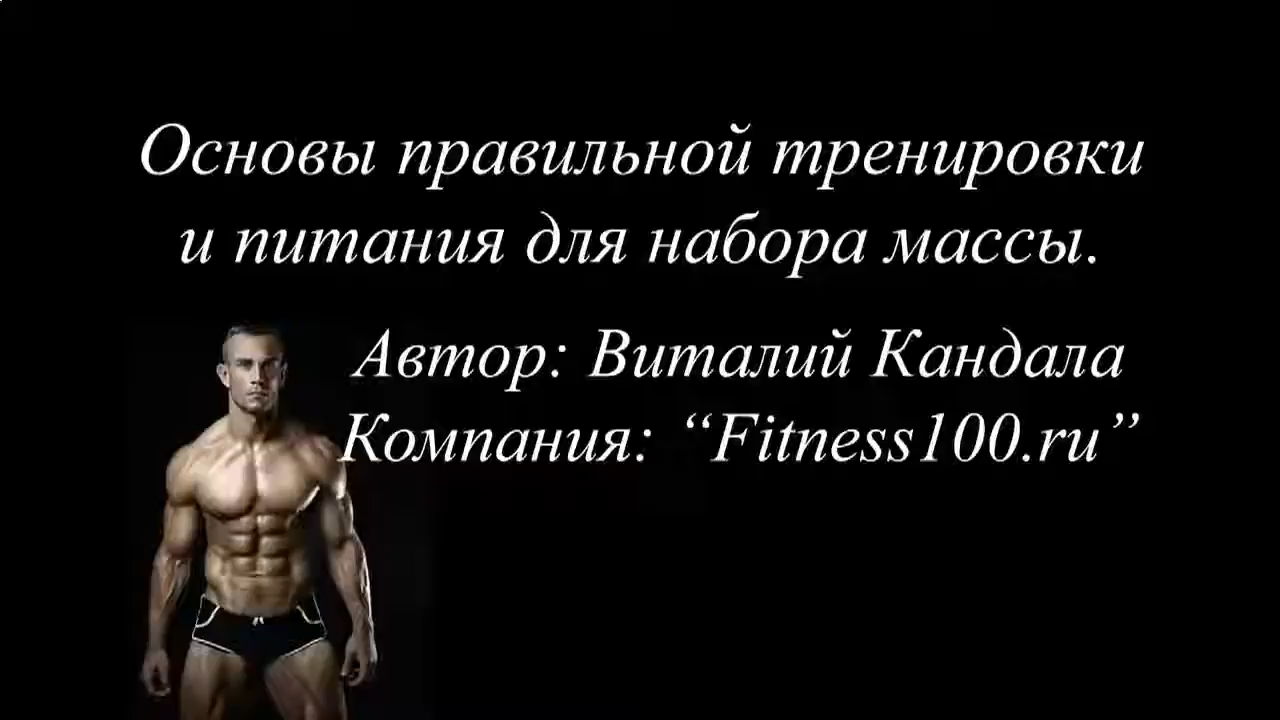 Основы правильной тренировки
и питания для набора массы.
Автор: Виталий Кандала
Компания: “Fitness100.ru”